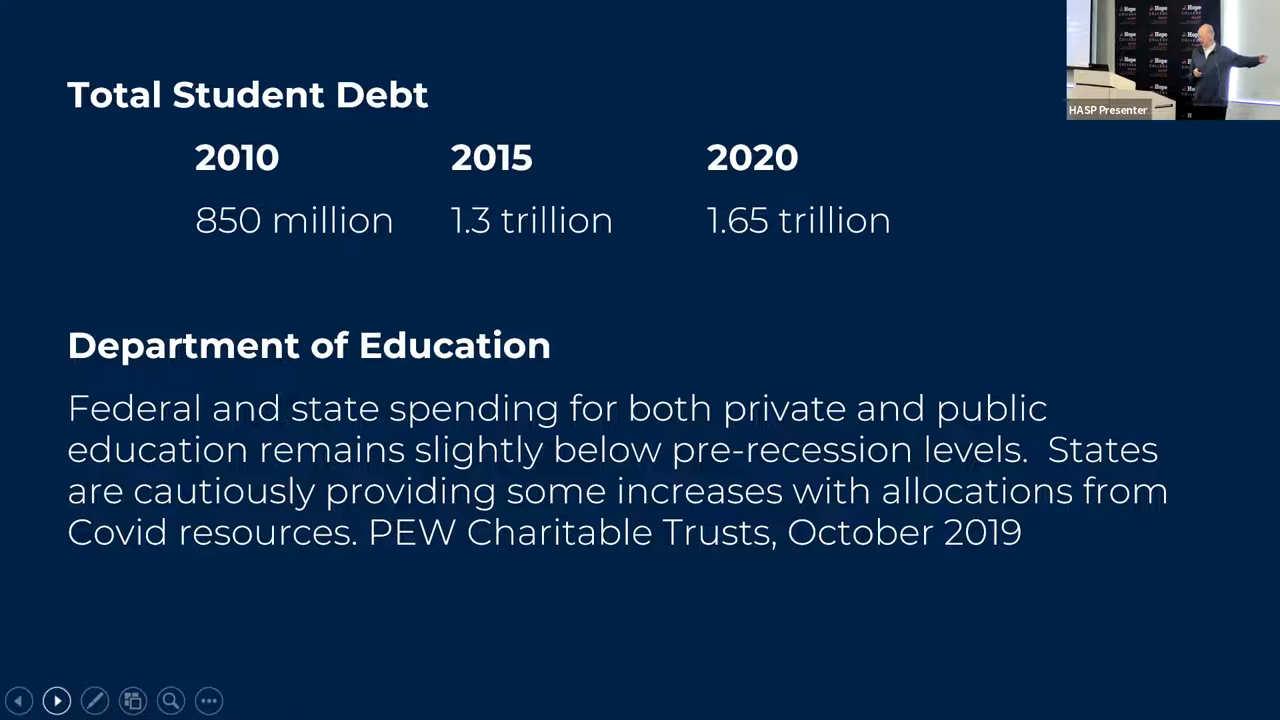 Total Student Debt
2010 2015 2020
850 million 1.3 trillion 1.65 trillion
Department of Education
Federal and state spending for both private and public
education remains slightly below pre-recession levels. States
are cautiously providing some increases with allocations from
Covid resources. PEW Charitable Trusts, October 2019
HASP Presenter
Hope
COLLEGE